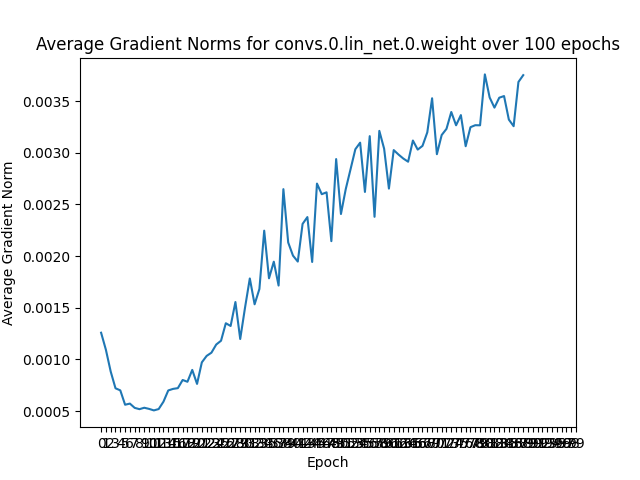 Average Gradient Norms for convs.0.lin_net.0.weight over 100 epochs
0.0035
0.0030
0.0025
0.0020
0.0015
0.0010
0.0005
Average Gradient Norm
Epoch